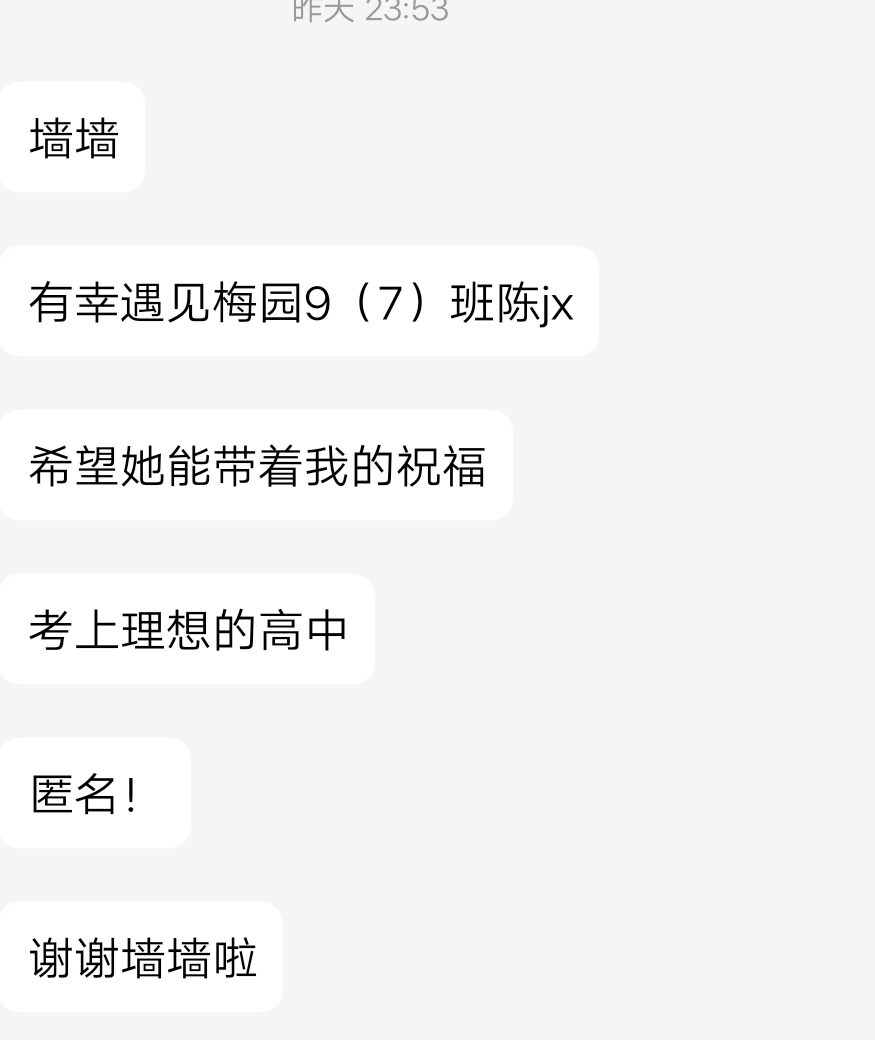 昨天 23:53
墙墙
有幸遇见梅园9（7）班陈jx
希望她能带着我的祝福
考上理想的高中
匿名！
谢谢墙墙啦